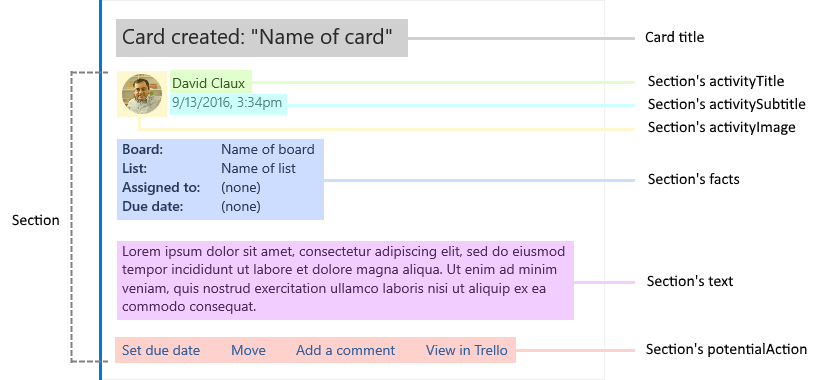 Card created: "Name of card"
Card title
David Claux
Section's activityTitle
9/13/2016, 3:34pm
Section's activitySubtitle
Section's activityImage
Board: Name of board
List: Name of list
Assigned to: (none)
Due date: (none)
Section's facts
Section
Lorem ipsum dolor sit amet, consectetur adipiscing elit, sed do eiusmod
tempor incididunt ut labore et dolore magna aliqua. Ut enim ad minim
veniam, quis nostrud exercitation ullamco laboris nisi ut aliquip ex ea
commodo consequat.
Section's text
Set due date Move Add a comment View in Trello
Section's potentialAction